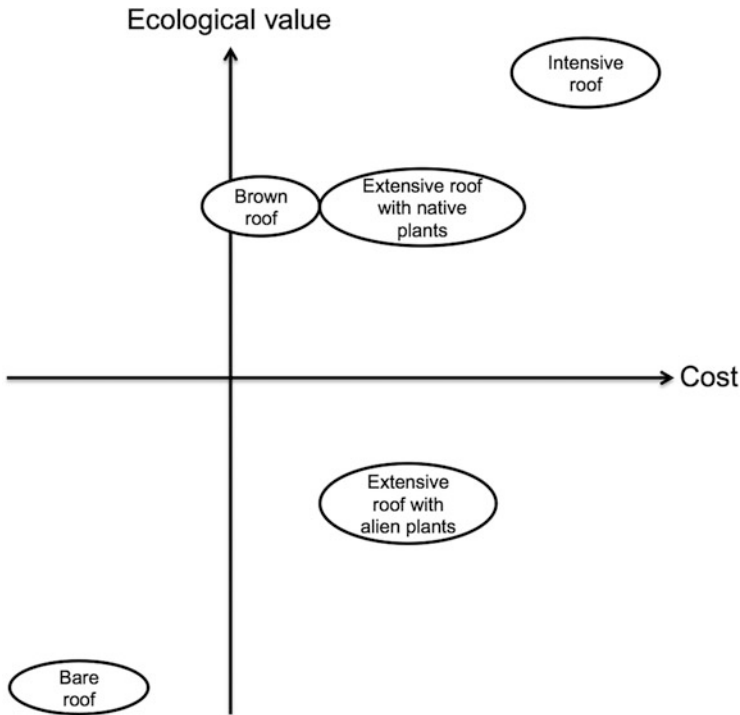 Ecological value
Intensive
roof
Brown
roof
Extensive roof
with native
plants
Cost
Extensive
roof with
alien plants
Bare
roof